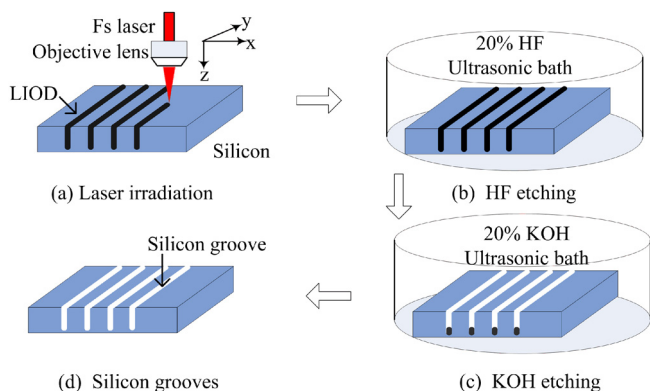 Fs laser
Objective lens
y
x
z
LIOD
Silicon
(a) Laser irradiation
20% HF
Ultrasonic bath
(b) HF etching
20% KOH
Ultrasonic bath
(c) KOH etching
Silicon groove
(d) Silicon grooves